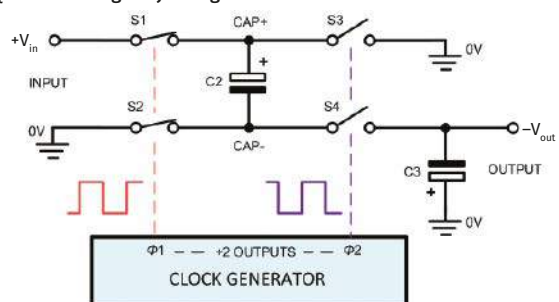 S1
CAP+
S3
+Vin
0V
+
INPUT
C2
S2
S4
0V
CAP-
–Vout
C3
OUTPUT
+
0V
Φ1 — — ÷2 OUTPUTS — — Φ2
CLOCK GENERATOR